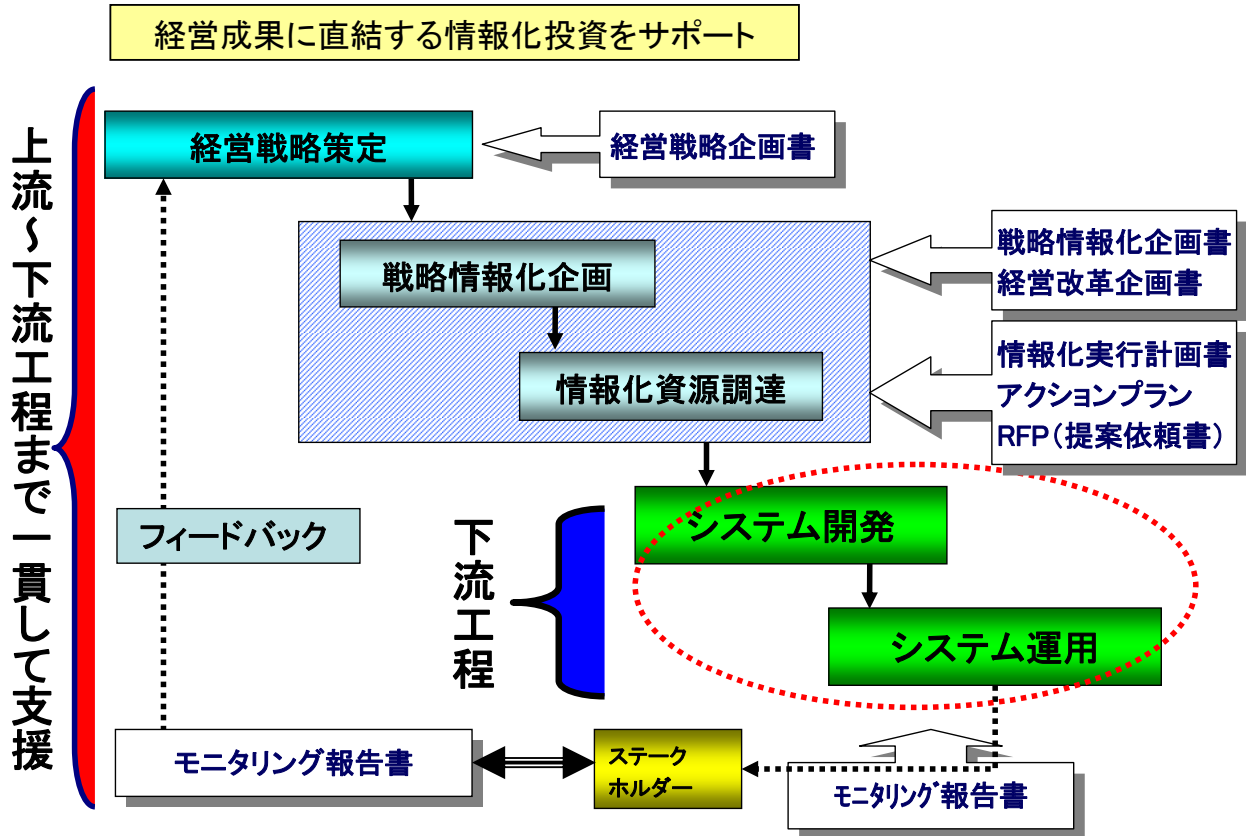 経営成果に直結する情報化投資をサポート
上流～下流工程まで一貫して支援
経営戦略策定
経営戦略企画書
戦略情報化企画
戦略情報化企画書
経営改革企画書
情報化資源調達
情報化実行計画書
アクションプラン
RFP（提案依頼書）
システム開発
フィードバック
下流工程
システム運用
モニタリング報告書
ステーク
ホルダー
モニタリング報告書